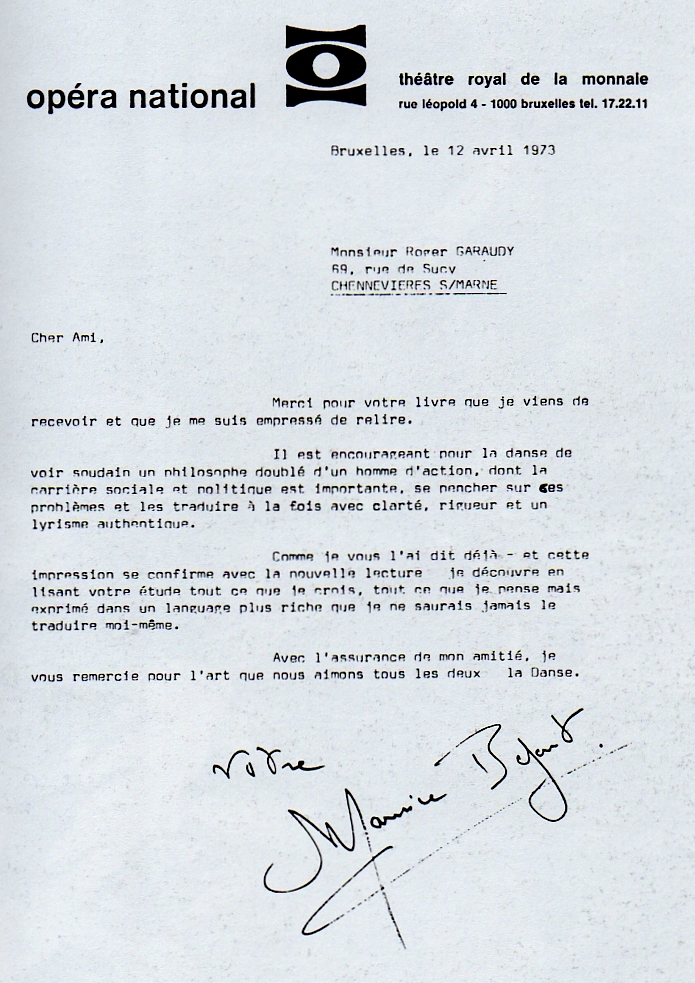 opéra national
théâtre royal de la monnaie
rue léopold 4 - 1000 bruxelles tel. 17.22.11
Bruxelles, le 12 avril 1973
Monsieur Roger GARAUDY
69, rue de Sucy
CHENNEVIERES S/MARNE
Cher Ami,
Merci pour votre livre que je viens de
recevoir et que je me suis empressé de relire.
Il est encourageant pour la danse de
voir soudain un philosophe doublé d'un homme d'action, dont la
carrière sociale et politique est importante, se pencher sur ces
problèmes et les traduire à la fois avec clarté, rigueur et un
lyrisme authentique.
Comme je vous l'ai dit déjà - et cette
impression se confirme avec la nouvelle lecture je découvre en
lisant votre étude tout ce que je crois, tout ce que je pense mais
exprimé dans un language plus riche que je ne saurais jamais le
traduire moi-même.
Avec l'assurance de mon amitié, je
vous remercie pour l'art que nous aimons tous les deux la Danse.
Votre
Maurice Béjart.